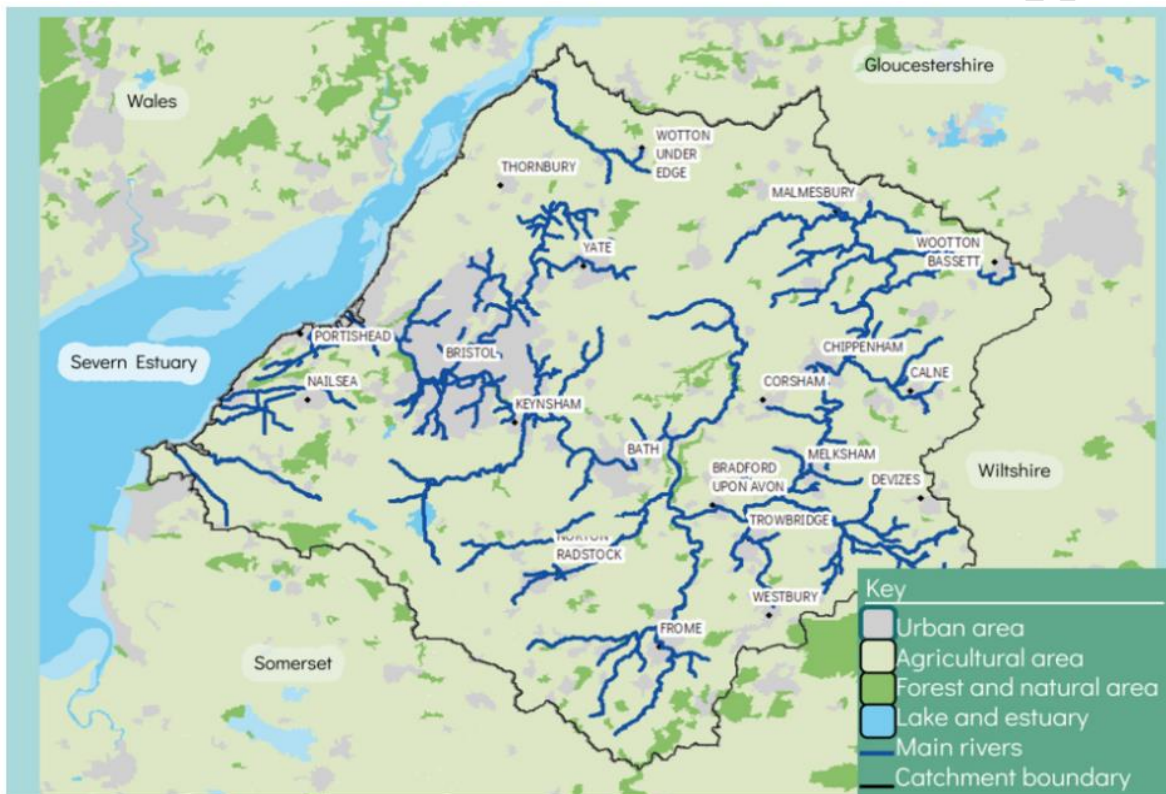 Gloucestershire
Wales
WOTTON
UNDER
EDGE
THORNBURY
MALMESBURY
WOOTTON
BASSETT
YATE
PORTISHEAD
BRISTOL
CHIPPENHAM
Severn Estuary
NAILSEA
CORSHAM
CALNE
KEYNSHAM
BATH
MELKSHAM
BRADFORD
UPON AVON
DEVIZES
Wiltshire
TROWBRIDGE
NORTON
RADSTOCK
WESTBURY
FROME
Somerset
Key
Urban area
Agricultural area
Forest and natural area
Lake and estuary
Main rivers
Catchment boundary